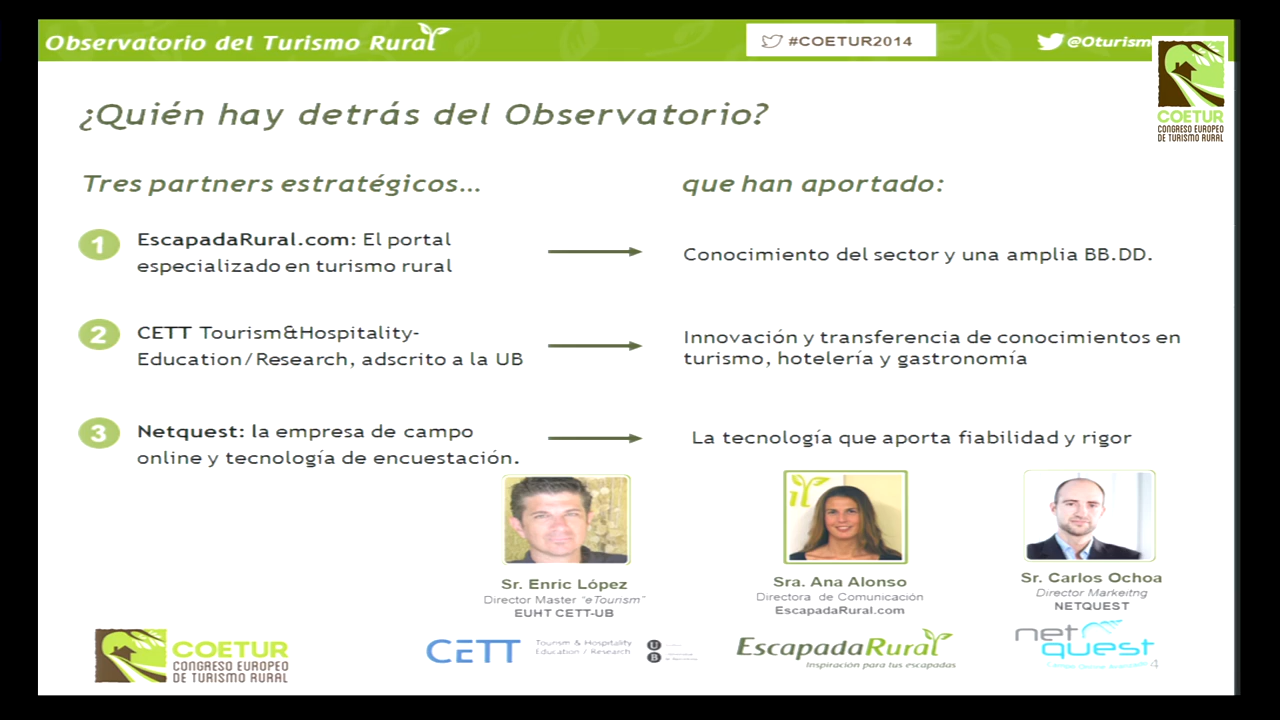 Observatorio del Turismo Rural
#COETUR2014
@Oturism
COETUR
CONGRESO EUROPEO
DE TURISMO RURAL
¿Quién hay detrás del Observatorio?
Tres partners estratégicos...
que han aportado:
1
EscapadaRural.com: El portal
especializado en turismo rural
Conocimiento del sector y una amplia BB.DD.
2
CETT Tourism&Hospitality-
Education/Research, adscrito a la UB
Innovación y transferencia de conocimientos en
turismo, hotelería y gastronomía
3
Netquest: la empresa de campo
online y tecnología de encuestación.
La tecnología que aporta fiabilidad y rigor
Sr. Enric López
Director Master "eTourism"
EUHT CETT-UB
Sra. Ana Alonso
Directora de Comunicación
EscapadaRural.com
Sr. Carlos Ochoa
Director Markeitng
NETQUEST
COETUR
CONGRESO EUROPEO
DE TURISMO RURAL
CETT
Tourism & Hospitality
Education / Research
UB
EscapadaRural
Inspiración para tus escapadas
netquest
4